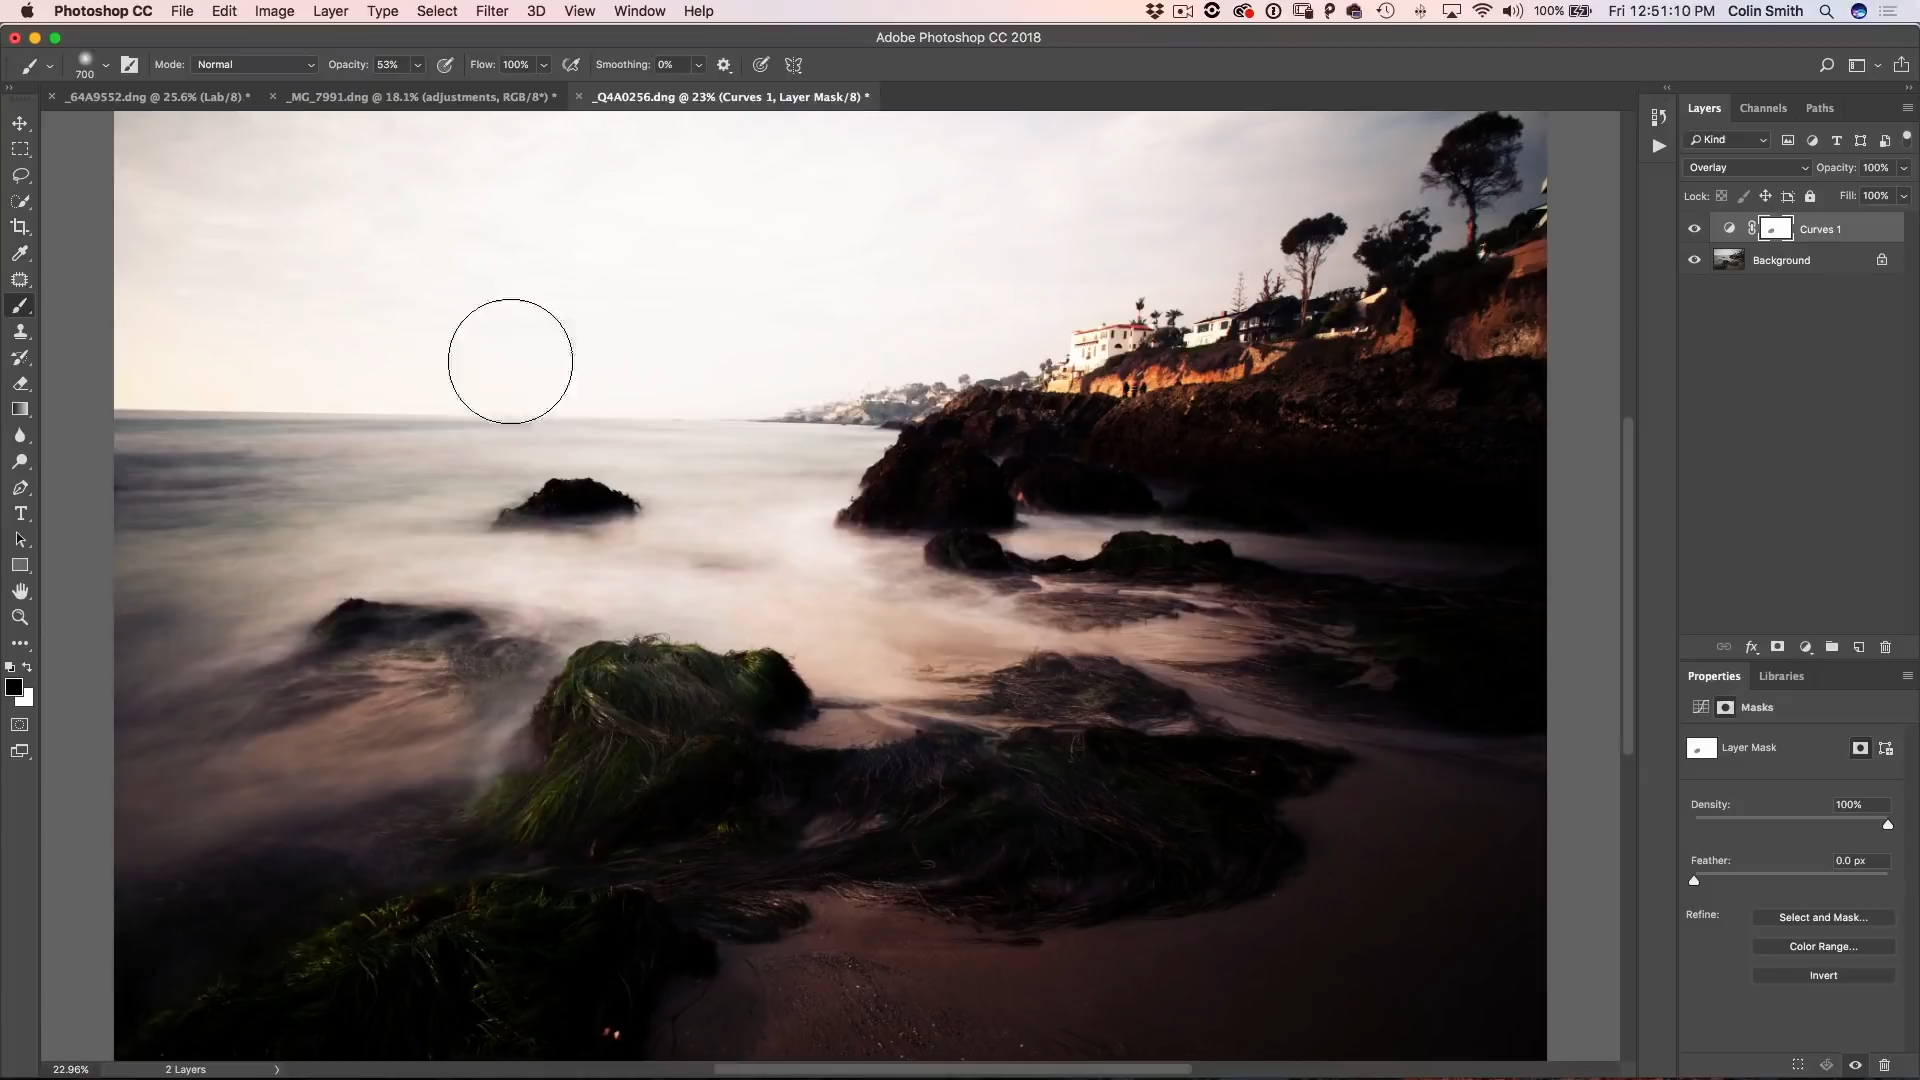 Photoshop CC File Edit Image Layer Type Select Filter 3D View Window Help 100% Fri 12:51:10 PM Colin Smith
Adobe Photoshop CC 2018
700 Mode: Normal Opacity: 53% Flow: 100% Smoothing: 0%
_64A9552.dng @ 25.6% (Lab/8) * _MG_7991.dng @ 18.1% (adjustments, RGB/8*) * _Q4A0256.dng @ 23% (Curves 1, Layer Mask/8) *
Layers Channels Paths
Kind
Overlay Opacity: 100%
Lock: Fill: 100%
Curves 1
Background
fx
Properties Libraries
Masks
Layer Mask
Density: 100%
Feather: 0.0 px
Refine: Select and Mask...
Color Range...
Invert
22.96% 2 Layers